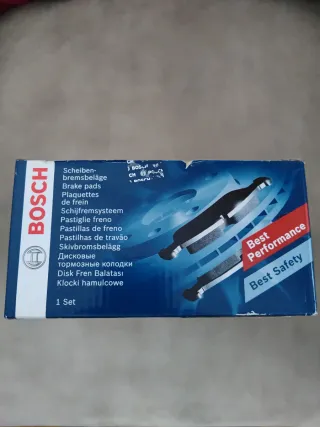 BOSCH
Scheiben-
bremsbeläge
Brake pads
Plaquettes
de frein
Schijfremsysteem
Pastiglie freno
Pastillas de freno
Pastilhas de travão
Skivbromsbelägg
Дисковые
тормозные колодки
Disk Fren Balatası
Klocki hamulcowe
1 Set
Best
Performance
Best Safety